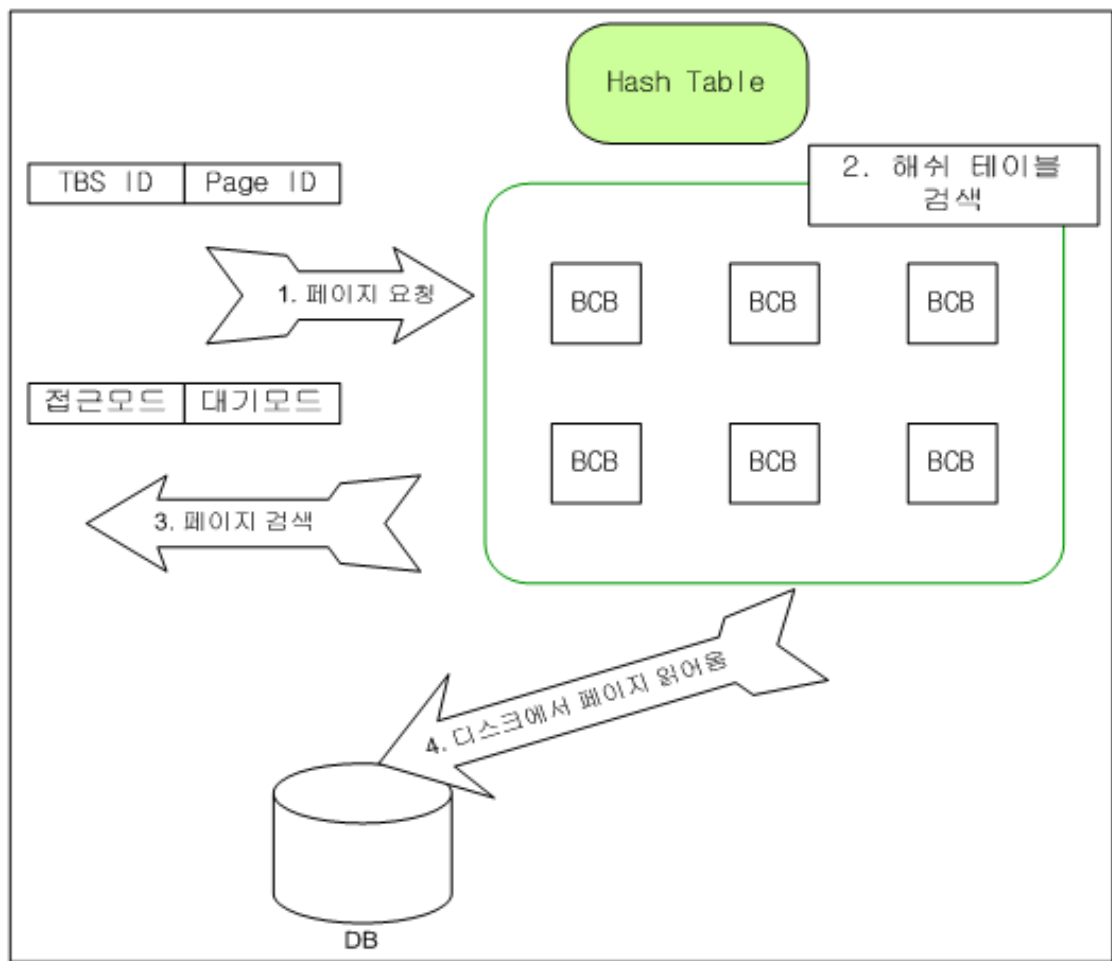 Hash Table
2. 해쉬 테이블
검색
TBS ID Page ID
1. 페이지 요청
BCB BCB BCB
접근모드 대기모드
BCB BCB BCB
3. 페이지 검색
4. 디스크에서 페이지 읽어옴
DB